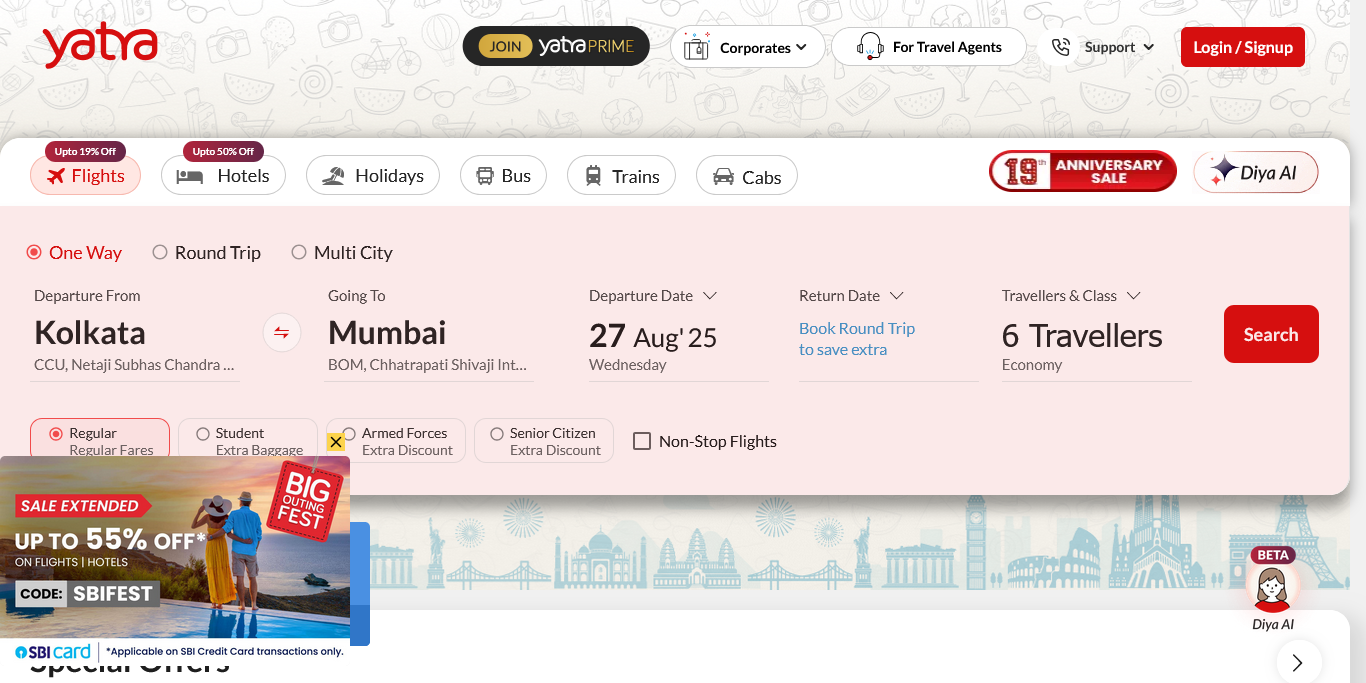 yatra
JOIN yatra PRIME
Corporates
For Travel Agents
Support
Login / Signup
Upto 19% Off
Upto 50% Off
Flights
Hotels
Holidays
Bus
Trains
Cabs
19th ANNIVERSARY SALE
Diya AI
One Way
Round Trip
Multi City
Departure From
Kolkata
CCU, Netaji Subhas Chandra ...
Going To
Mumbai
BOM, Chhatrapati Shivaji Int...
Departure Date
27 Aug' 25
Wednesday
Return Date
Book Round Trip
to save extra
Travellers & Class
6 Travellers
Economy
Search
Regular
Regular Fares
Student
Extra Baggage
Armed Forces
Extra Discount
Senior Citizen
Extra Discount
Non-Stop Flights
BIG
OUTING
FEST
SALE EXTENDED
UP TO 55% OFF*
ON FLIGHTS | HOTELS
CODE: SBIFEST
SBI card
*Applicable on SBI Credit Card transactions only.
BETA
Diya AI
Special Offers